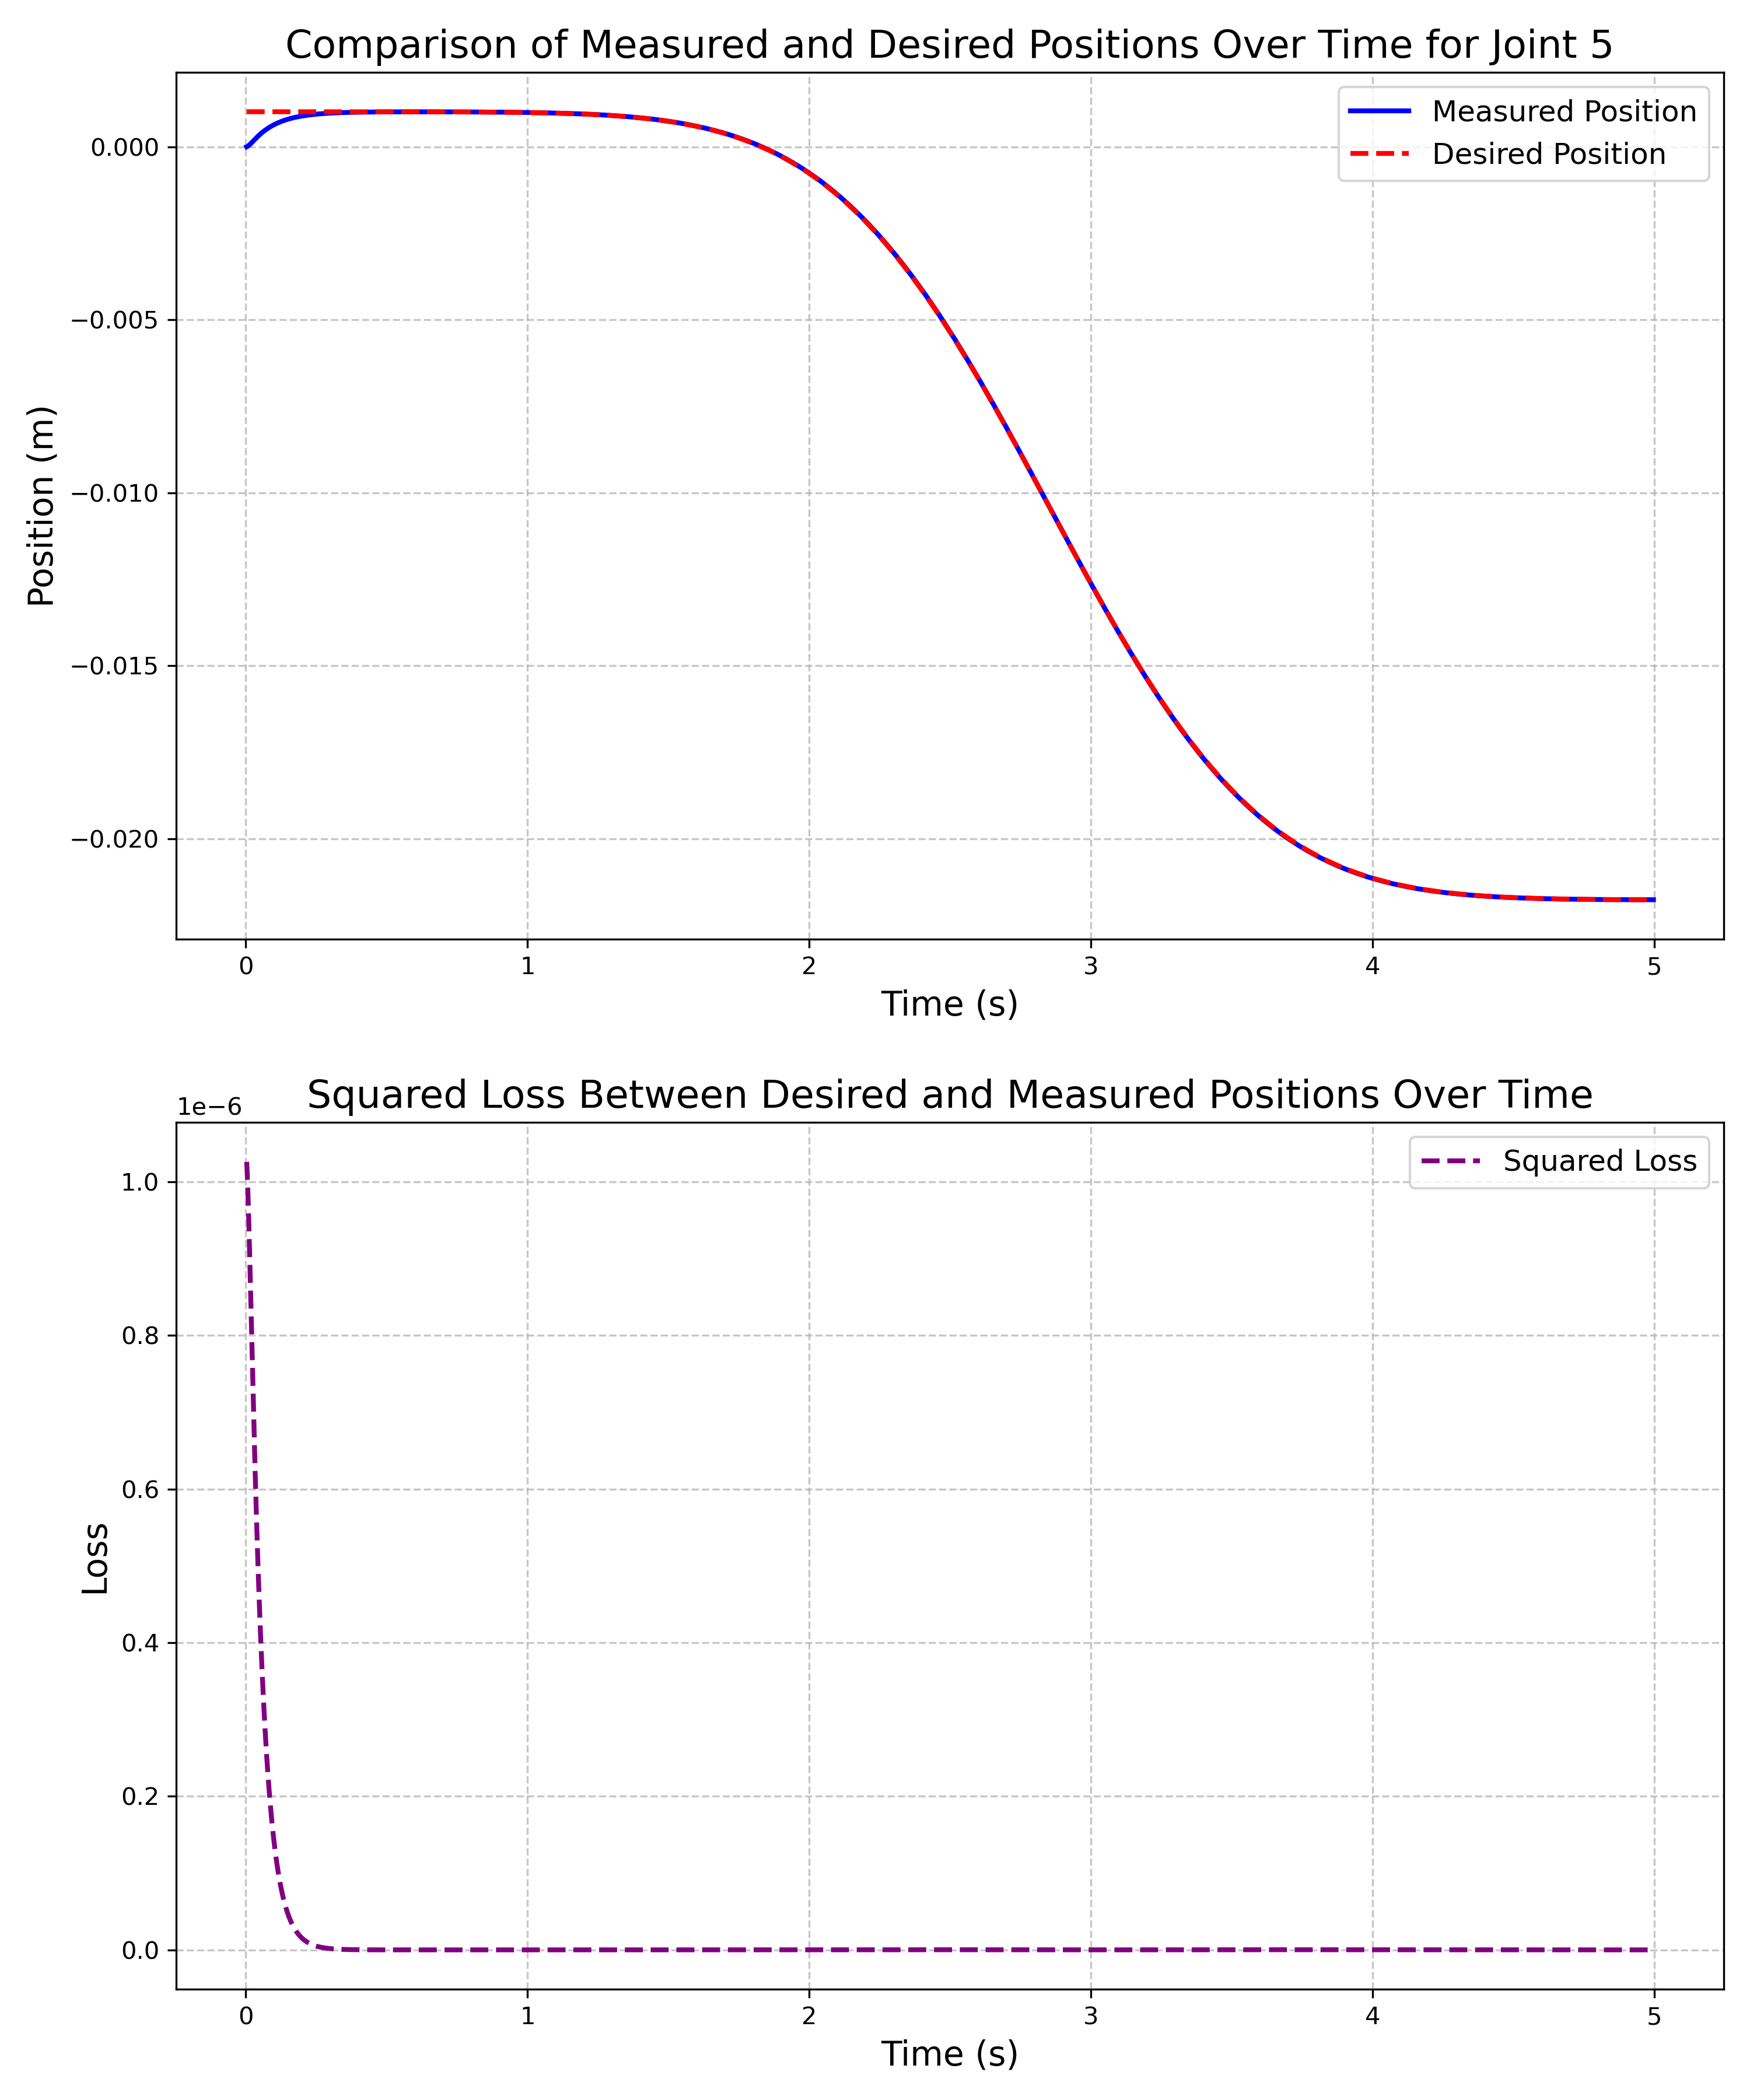 Comparison of Measured and Desired Positions Over Time for Joint 5
Measured Position
Desired Position
0.000
−0.005
−0.010
−0.015
−0.020
Position (m)
0 1 2 3 4 5
Time (s)
Squared Loss Between Desired and Measured Positions Over Time
1e−6
Squared Loss
1.0
0.8
0.6
0.4
0.2
0.0
Loss
0 1 2 3 4 5
Time (s)